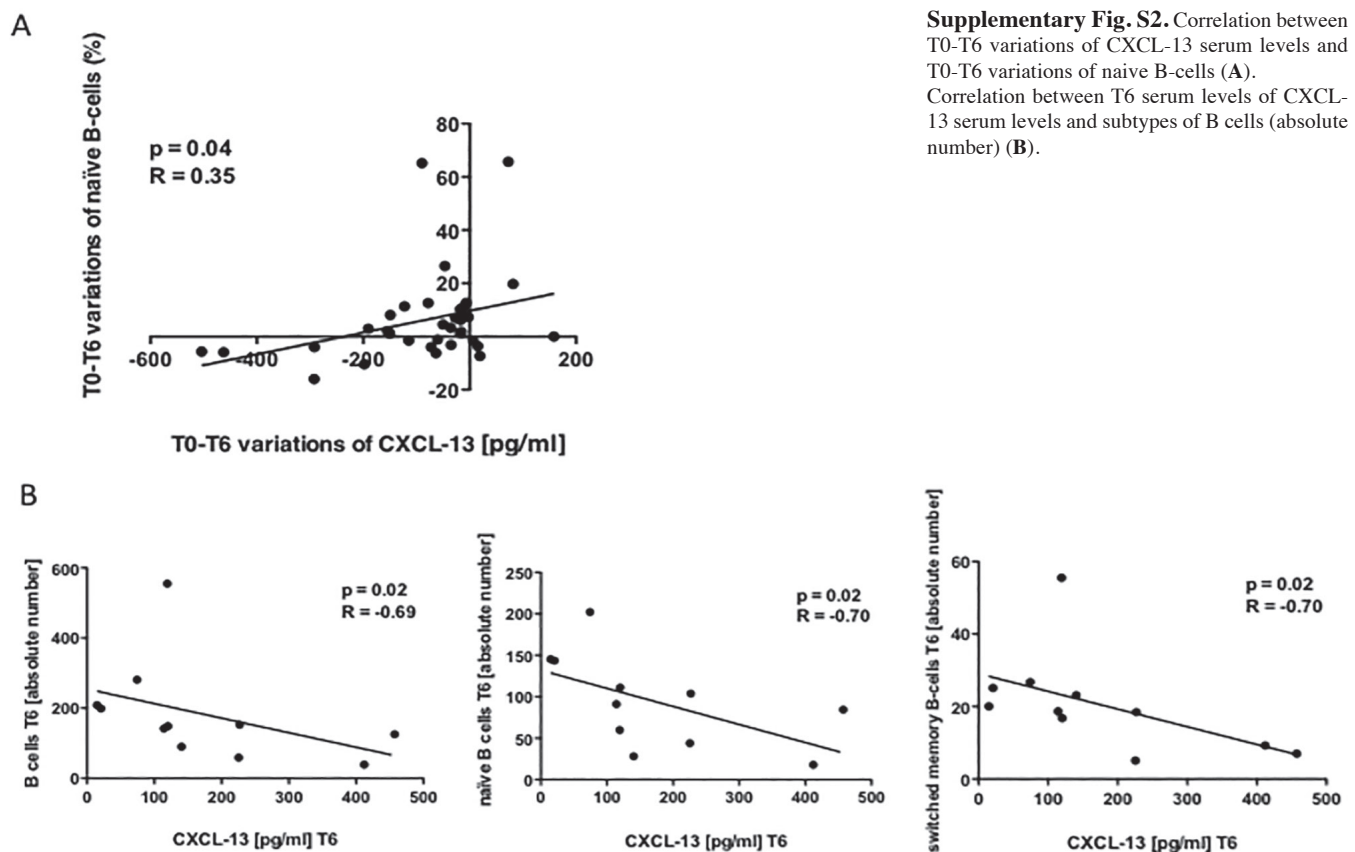 A
Supplementary Fig. S2. Correlation between
T0-T6 variations of CXCL-13 serum levels and
T0-T6 variations of naive B-cells (A).
Correlation between T6 serum levels of CXCL-
13 serum levels and subtypes of B cells (absolute
number) (B).
T0-T6 variations of naïve B-cells (%)
p = 0.04
R = 0.35
80
60
40
20
-20
-600
-400
-200
200
T0-T6 variations of CXCL-13 [pg/ml]
B
B cells T6 [absolute number]
600
400
200
0
p = 0.02
R = -0.69
0
100
200
300
400
500
CXCL-13 [pg/ml] T6
naïve B cells T6 [absolute number]
250
200
150
100
50
0
p = 0.02
R = -0.70
0
100
200
300
400
500
CXCL-13 [pg/ml] T6
switched memory B-cells T6 [absolute number]
60
40
20
0
p = 0.02
R = -0.70
0
100
200
300
400
500
CXCL-13 [pg/ml] T6